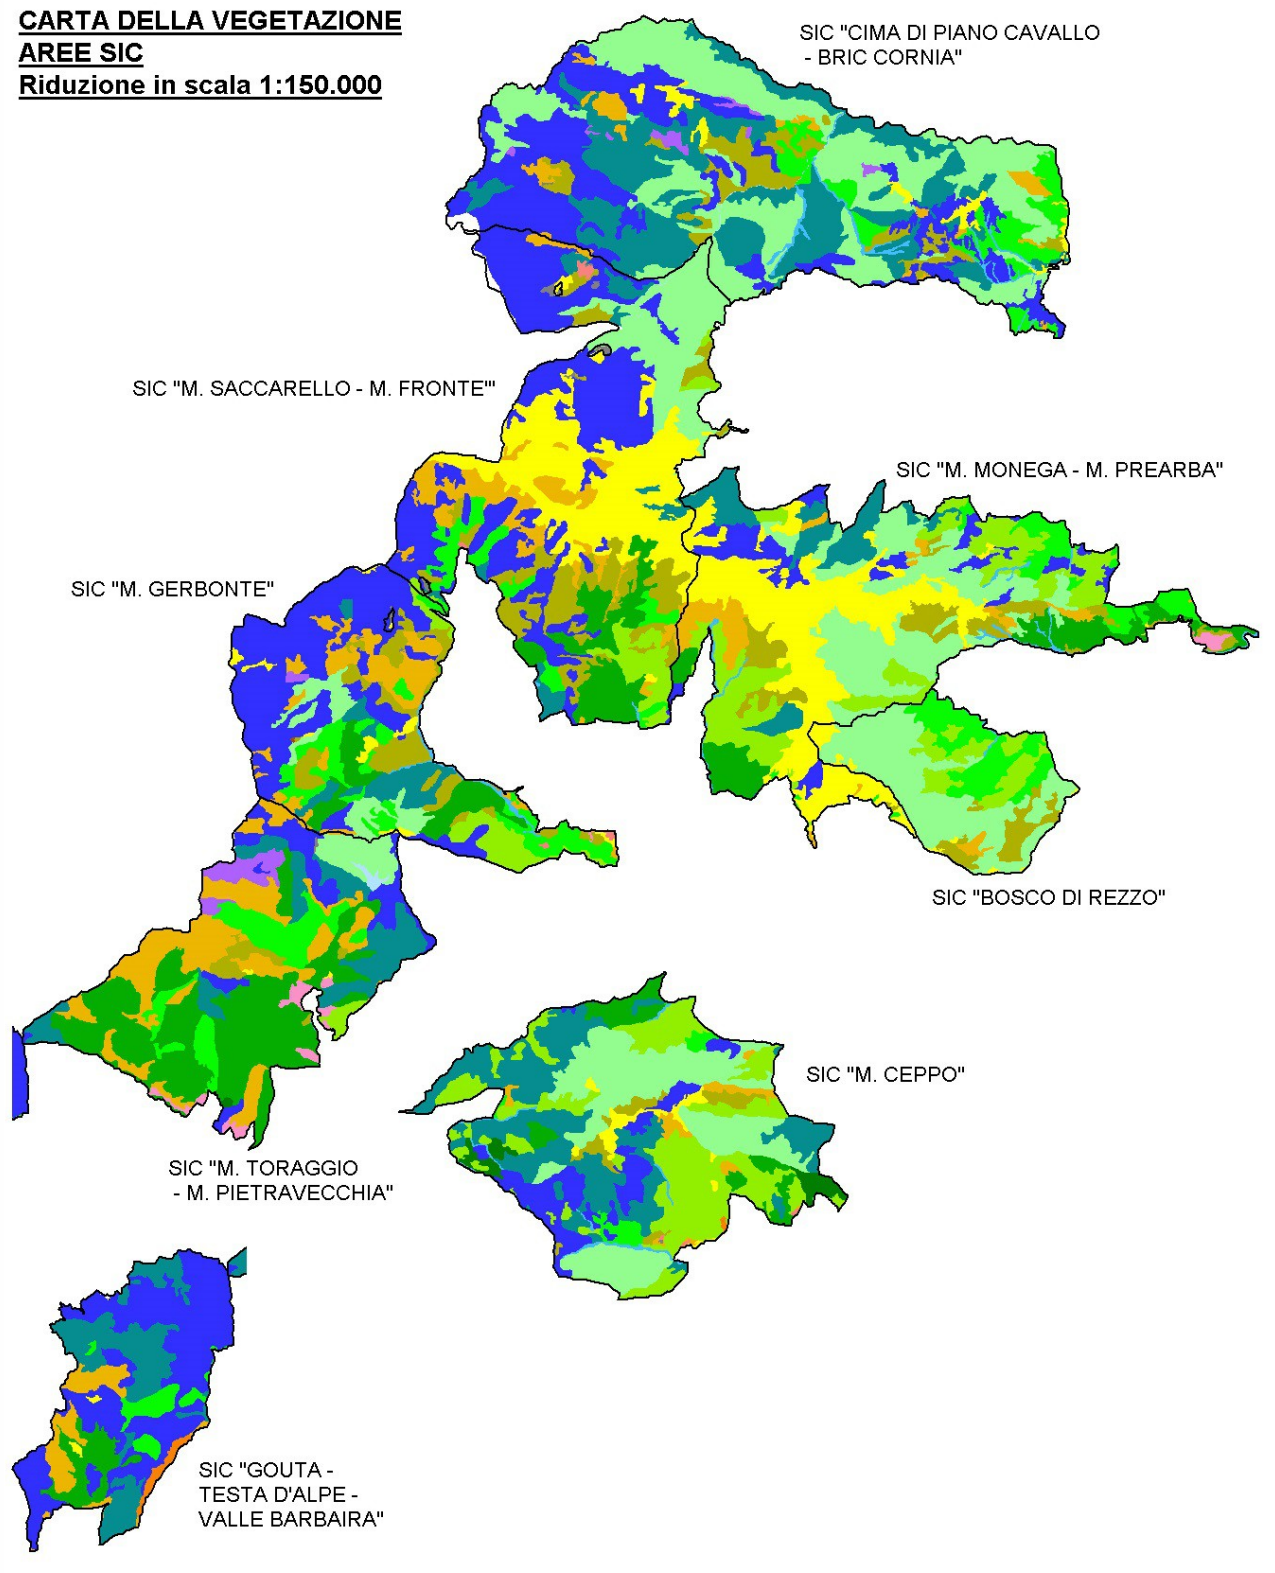 CARTA DELLA VEGETAZIONE
AREE SIC
Riduzione in scala 1:150.000
SIC "CIMA DI PIANO CAVALLO
- BRIC CORNIA"
SIC "M. SACCARELLO - M. FRONTE'"
SIC "M. MONEGA - M. PREARBA"
SIC "M. GERBONTE"
SIC "BOSCO DI REZZO"
SIC "M. CEPPO"
SIC "M. TORAGGIO
- M. PIETRAVECCHIA"
SIC "GOUTA -
TESTA D'ALPE -
VALLE BARBAIRA"